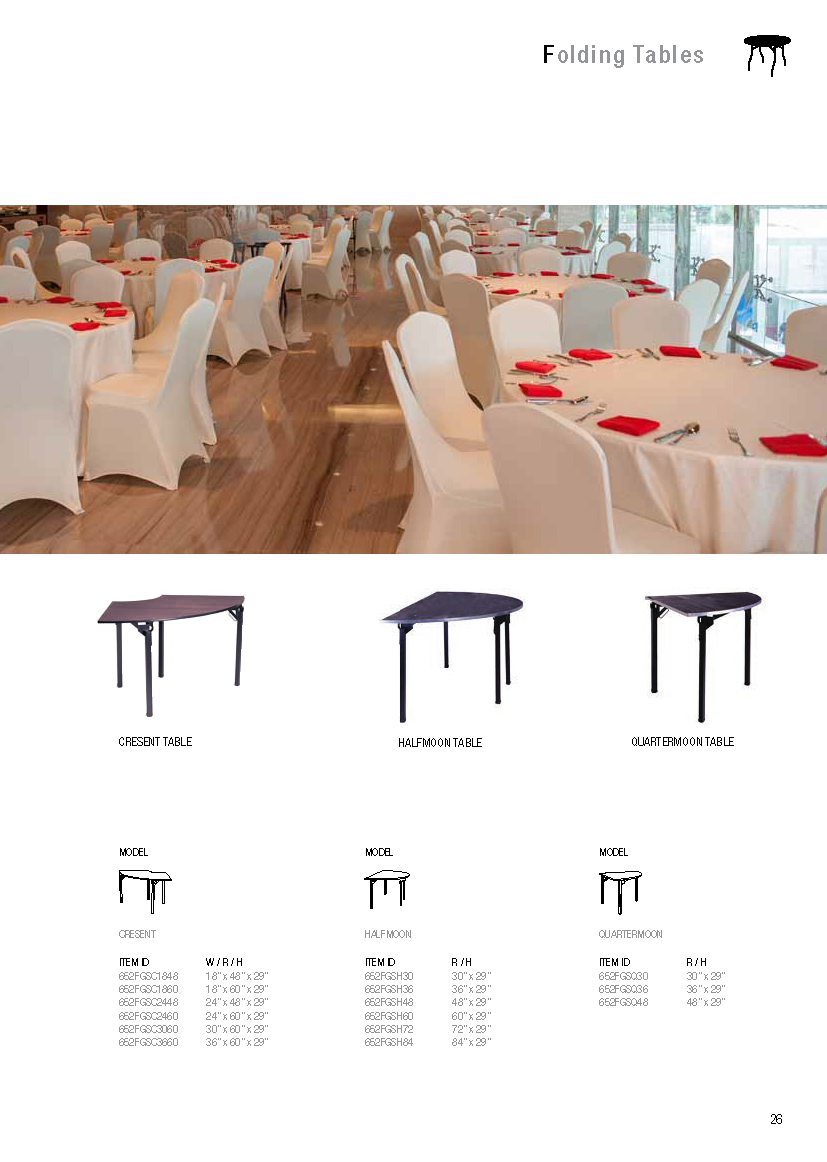 Folding Tables
CRESENT TABLE
HALFMOON TABLE
QUARTERMOON TABLE
MODEL
CRESENT
ITEM ID W / R / H
652FGSC1848 18" x 48" x 29"
652FGSC1860 18" x 60" x 29"
652FGSC2448 24" x 48" x 29"
652FGSC2460 24" x 60" x 29"
652FGSC3060 30" x 60" x 29"
652FGSC3660 36" x 60" x 29"
MODEL
HALFMOON
ITEM ID R / H
652FGSH30 30" x 29"
652FGSH36 36" x 29"
652FGSH48 48" x 29"
652FGSH60 60" x 29"
652FGSH72 72" x 29"
652FGSH84 84" x 29"
MODEL
QUARTERMOON
ITEM ID R / H
652FGSQ30 30" x 29"
652FGSQ36 36" x 29"
652FGSQ48 48" x 29"
26